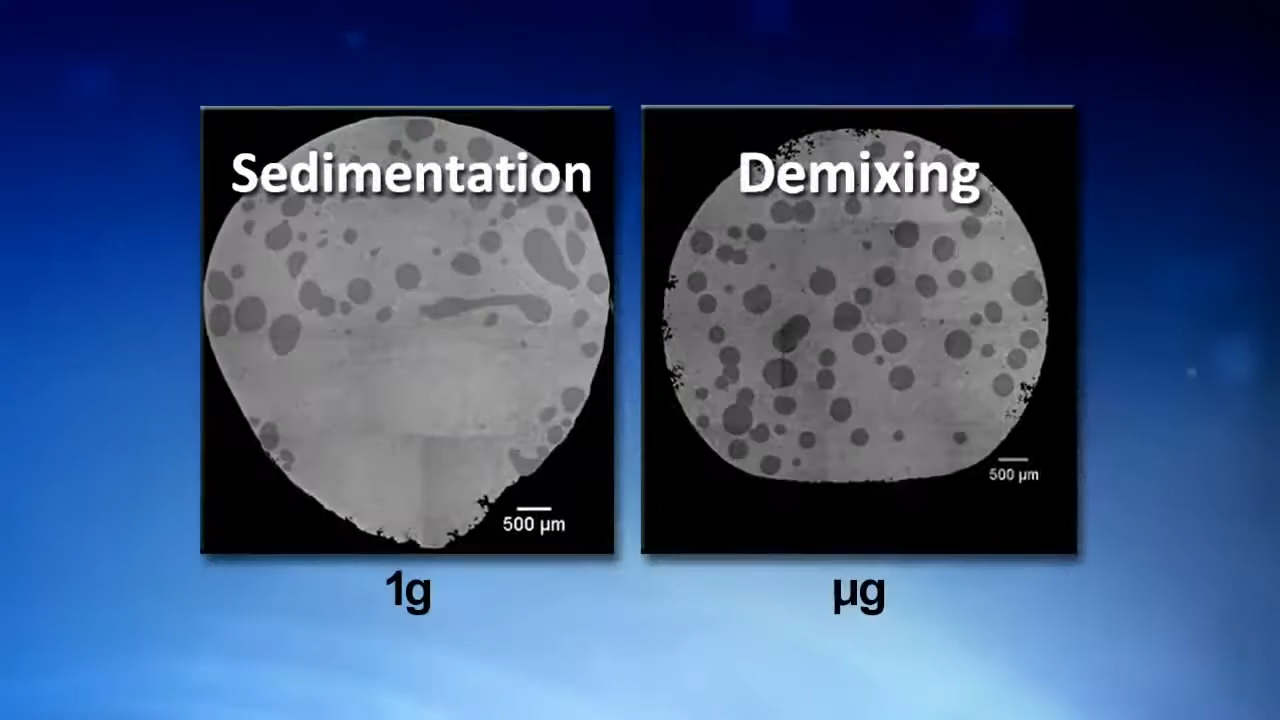 Sedimentation
Demixing
500 µm
500 µm
1g
µg